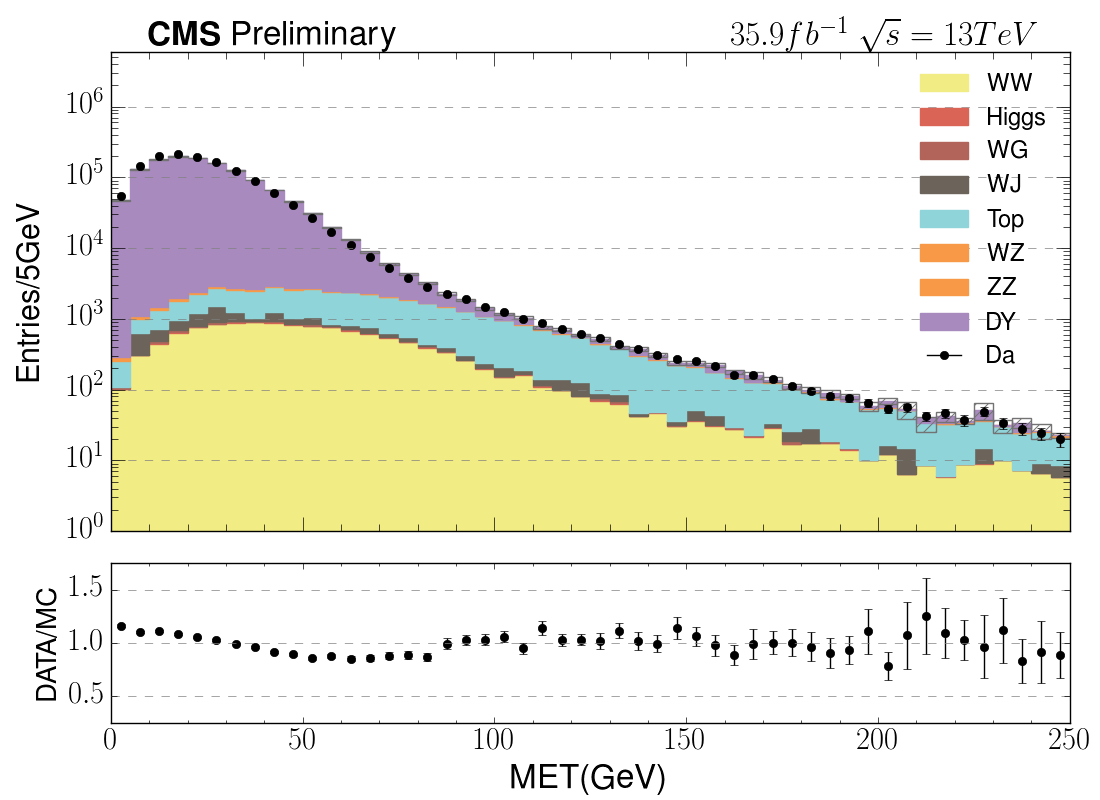 CMS Preliminary 35.9fb⁻¹ √s = 13TeV
Entries/5GeV
10⁶
10⁵
10⁴
10³
10²
10¹
10⁰
WW
Higgs
WG
WJ
Top
WZ
ZZ
DY
Da
DATA/MC
1.5
1.0
0.5
0 50 100 150 200 250
MET(GeV)